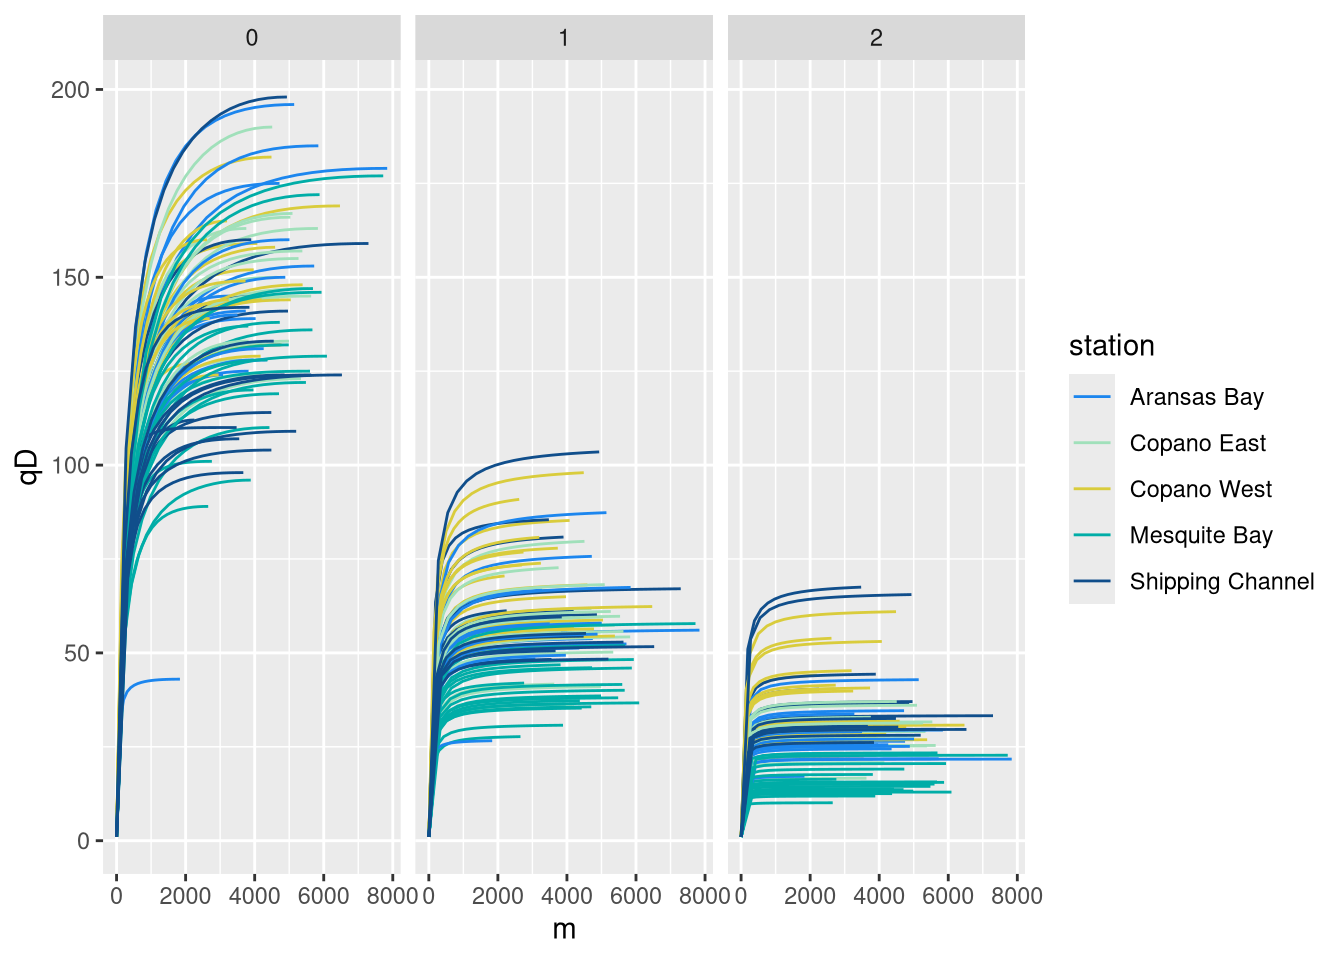 0 1 2
200
150
100
50
0
qD
0 2000 4000 6000 8000 0 2000 4000 6000 8000 0 2000 4000 6000 8000
m
station
Aransas Bay
Copano East
Copano West
Mesquite Bay
Shipping Channel